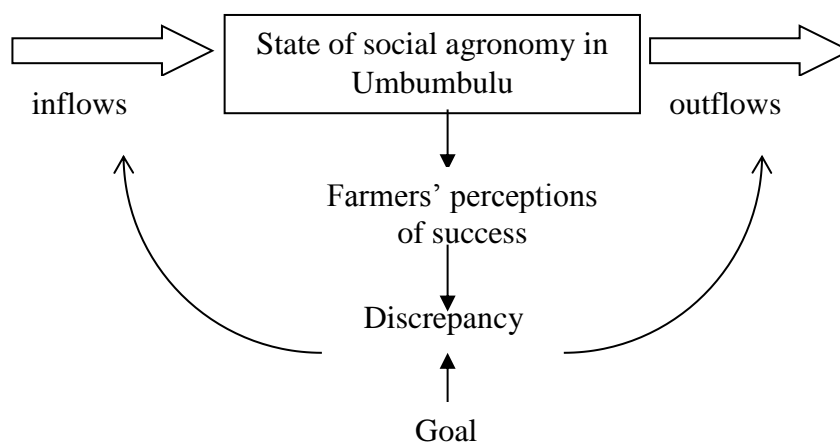 State of social agronomy in
Umbumbulu
inflows
outflows
Farmers’ perceptions
of success
Discrepancy
Goal